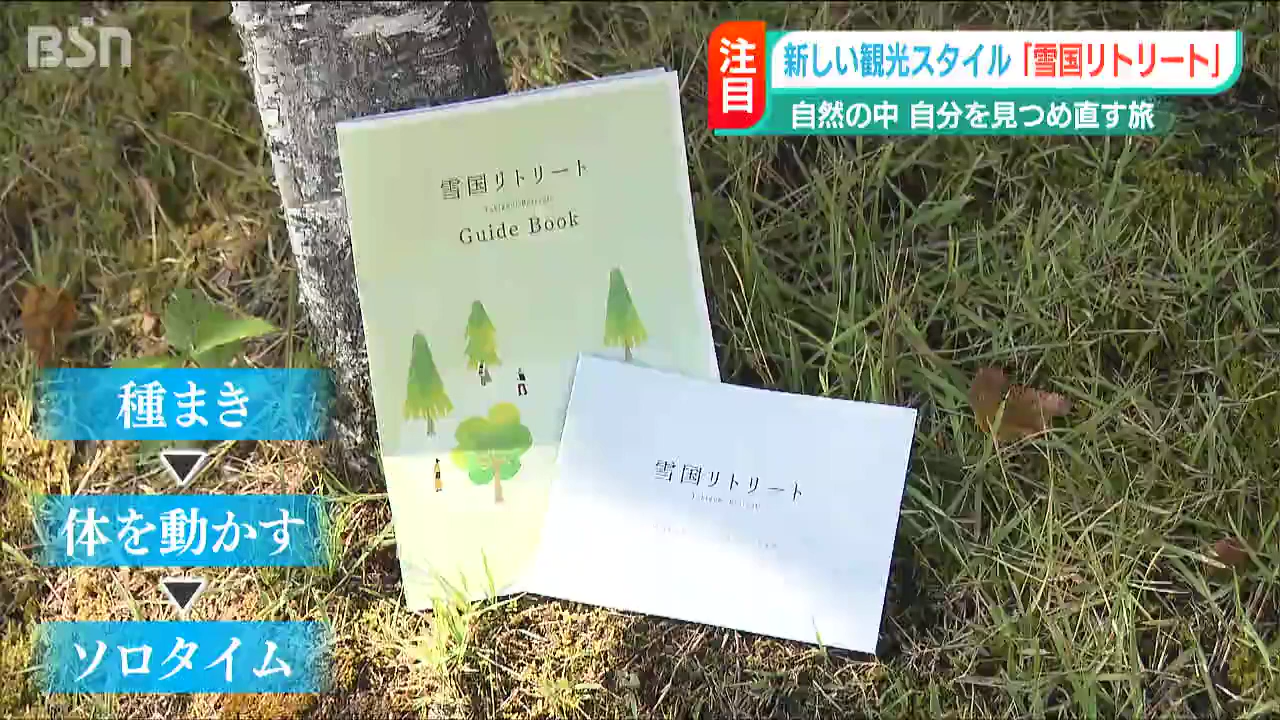 BSN
注目
新しい観光スタイル「雪国リトリート」
自然の中 自分を見つめ直す旅
雪国リトリート
Guide Book
雪国リトリート
種まき
体を動かす
ソロタイム